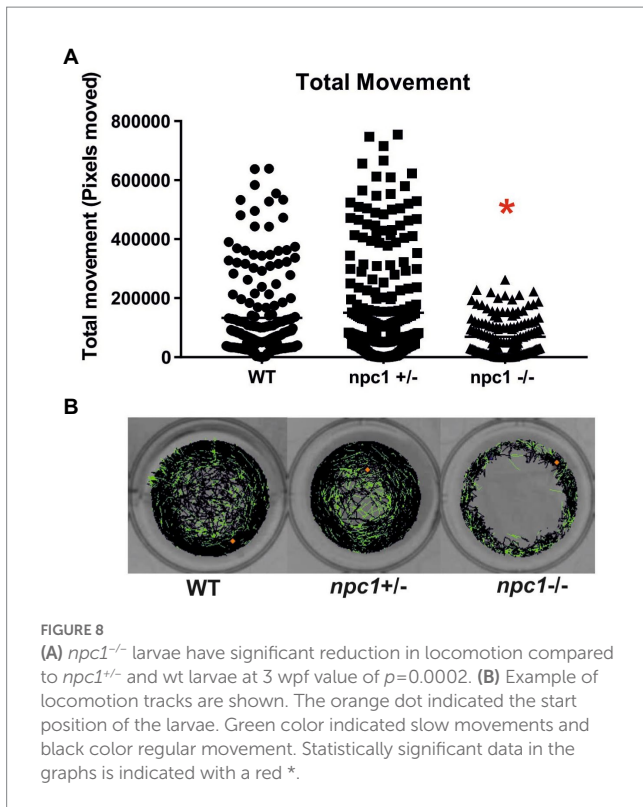 A
Total Movement
Total movement (Pixels moved)
800000
600000
400000
200000
0
*
WT
npc1 +/-
npc1 -/-
B
WT
npc1+/-
npc1-/-
FIGURE 8
(A) npc1−/− larvae have significant reduction in locomotion compared
to npc1+/− and wt larvae at 3 wpf value of p=0.0002. (B) Example of
locomotion tracks are shown. The orange dot indicated the start
position of the larvae. Green color indicated slow movements and
black color regular movement. Statistically significant data in the
graphs is indicated with a red *.